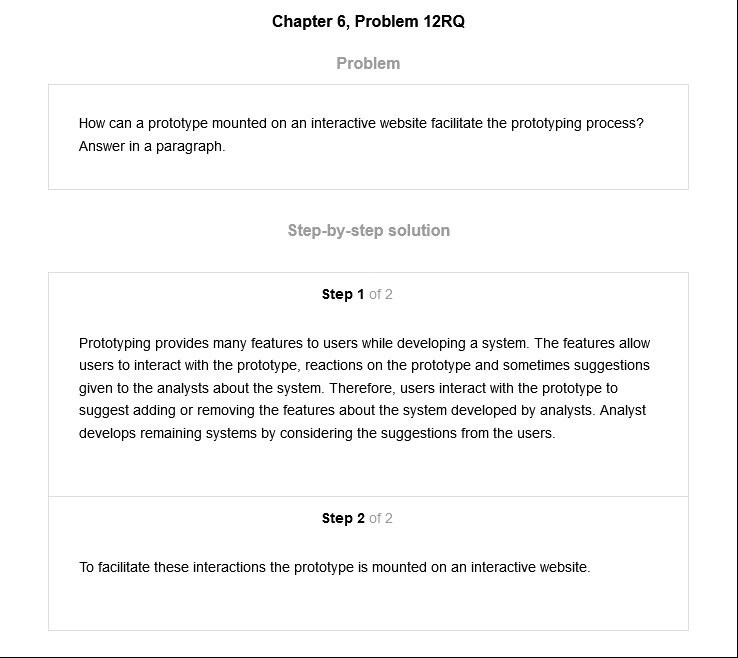 Chapter 6, Problem 12RQ
Problem
How can a prototype mounted on an interactive website facilitate the prototyping process?
Answer in a paragraph.
Step-by-step solution
Step 1 of 2
Prototyping provides many features to users while developing a system. The features allow
users to interact with the prototype, reactions on the prototype and sometimes suggestions
given to the analysts about the system. Therefore, users interact with the prototype to
suggest adding or removing the features about the system developed by analysts. Analyst
develops remaining systems by considering the suggestions from the users.
Step 2 of 2
To facilitate these interactions the prototype is mounted on an interactive website.